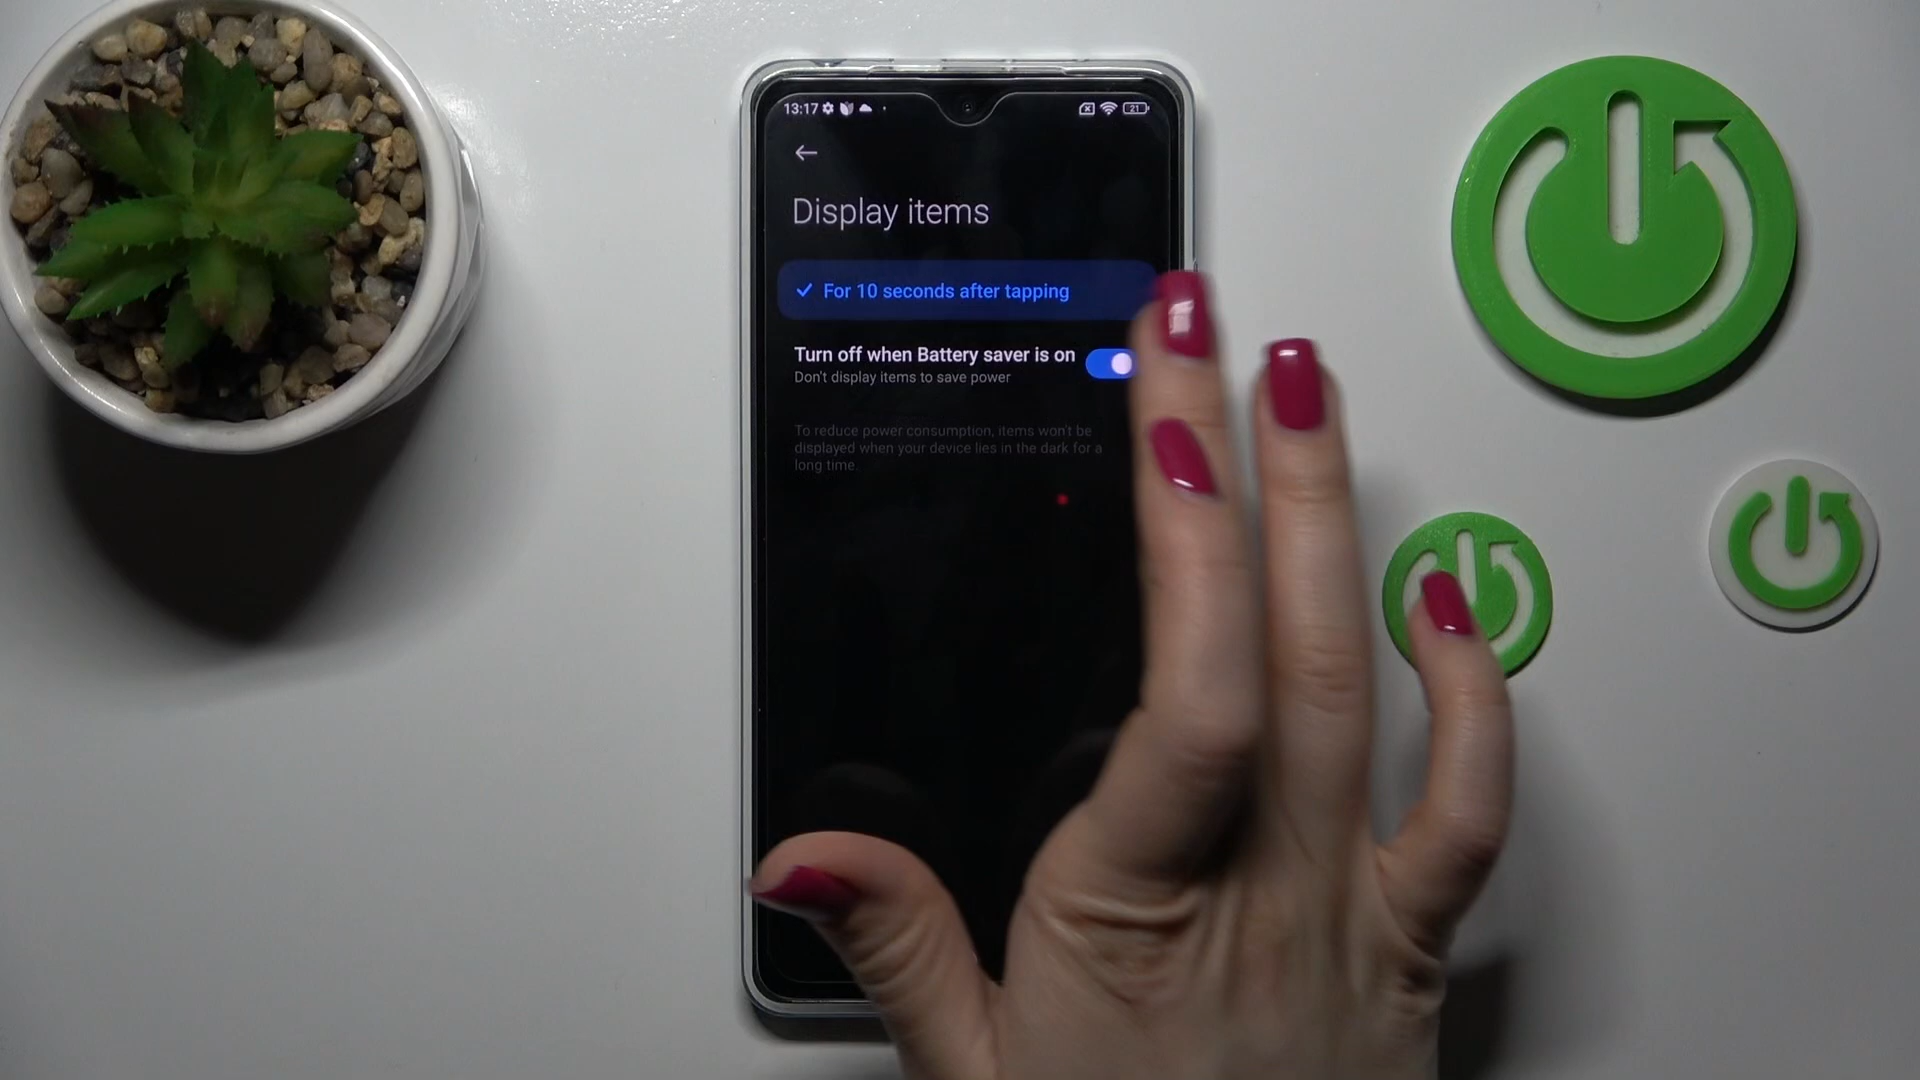 13:17
21
Display items
For 10 seconds after tapping
Turn off when Battery saver is on
Don't display items to save power
To reduce power consumption, items won't be
displayed when your device lies in the dark for a
long time.